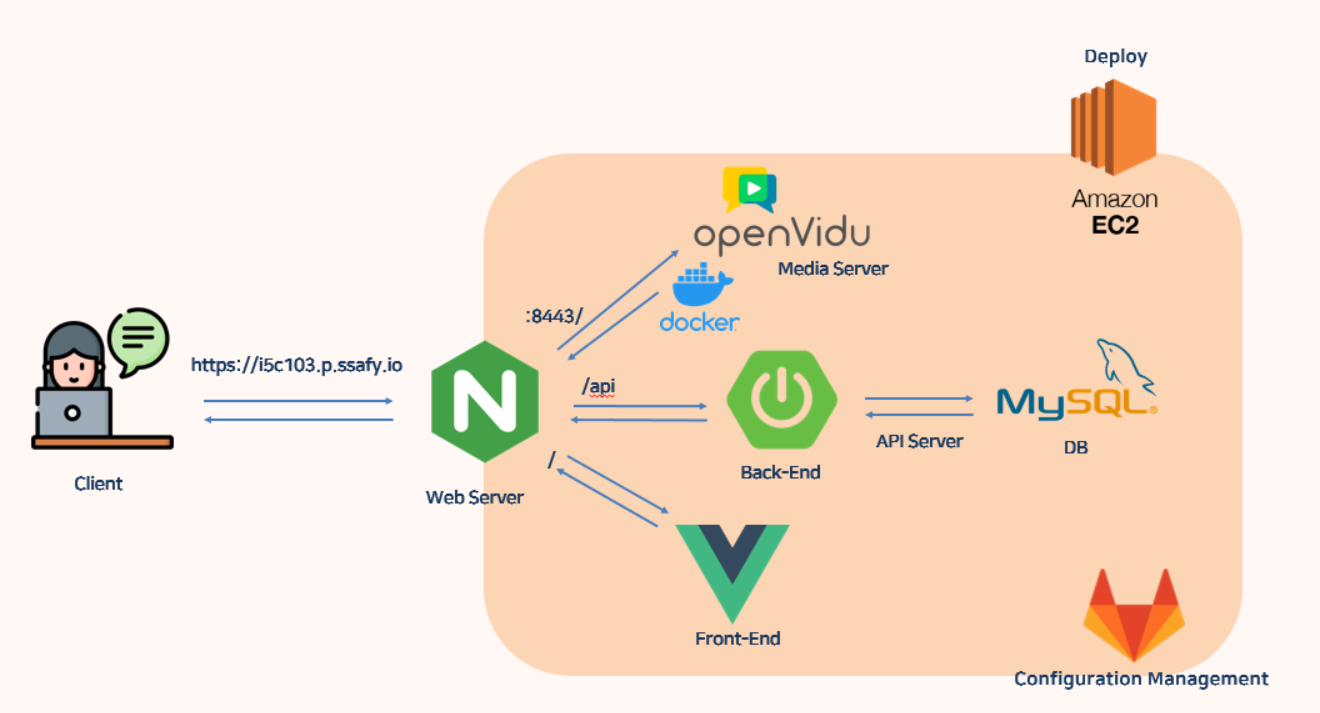 Deploy
Amazon
EC2
openVidu
Media Server
docker
:8443/
https://i5c103.p.ssafy.io
N
/api
MySQL®
API Server
DB
/
Back-End
Client
Web Server
Front-End
Configuration Management